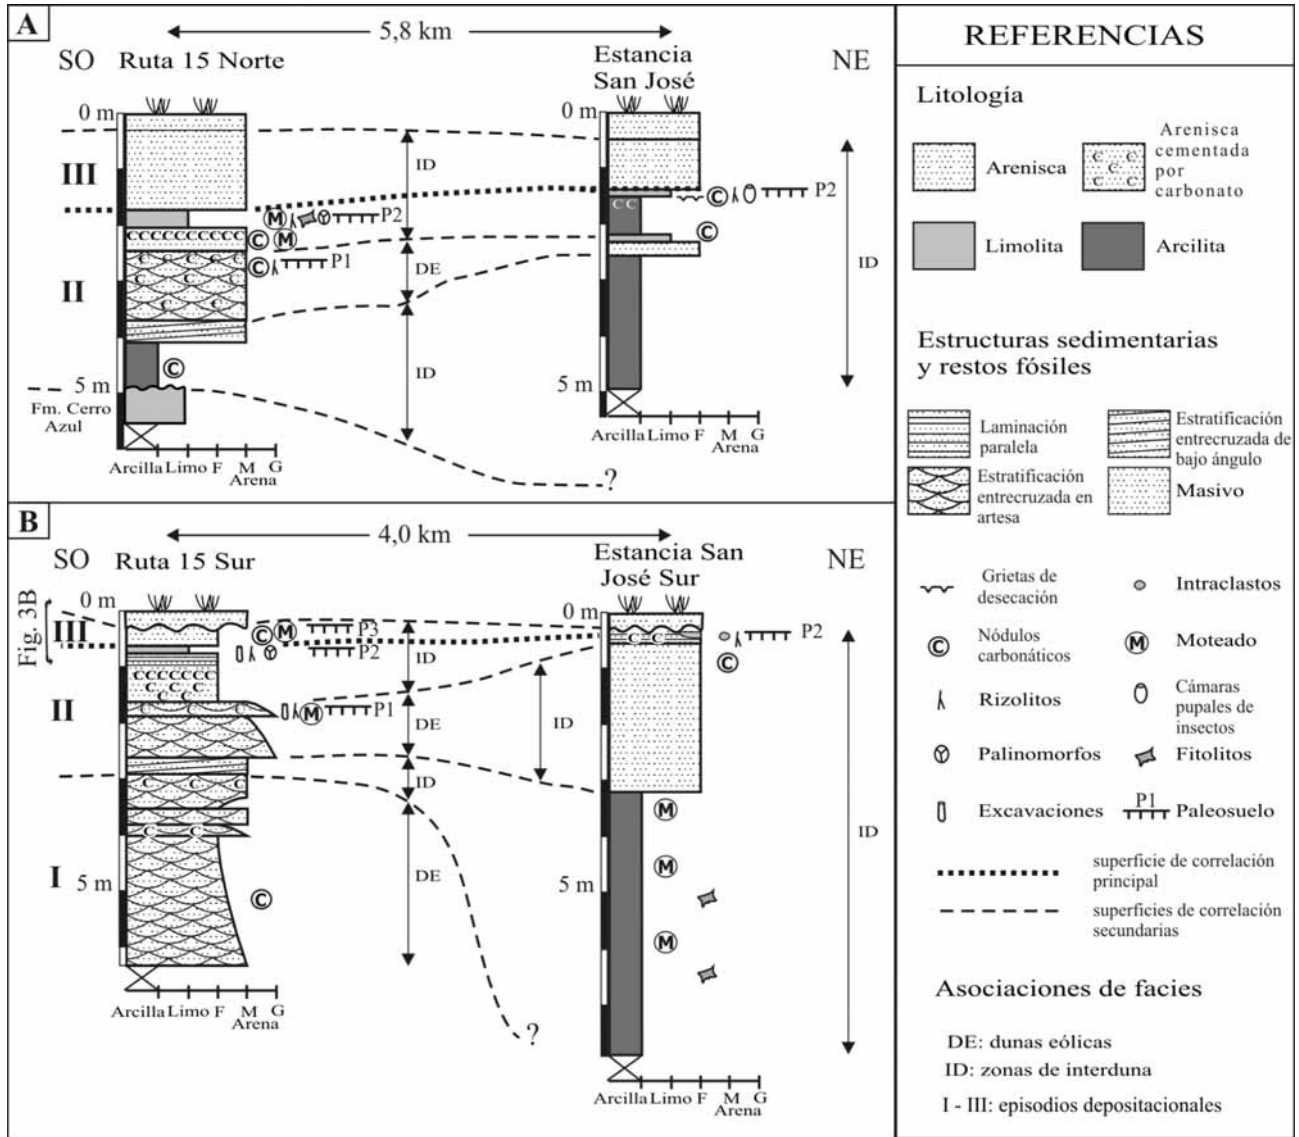 A
5,8 km
SO
Ruta 15 Norte
Estancia
San José
NE
0 m
0 m
III
ID
M
P2
C
M
C
P1
DE
II
C
ID
5 m
Fm. Cerro
Azul
Arcilla Limo F M G
Arena
C
P2
CC
C
ID
5 m
Arcilla Limo F M G
Arena
?
B
4,0 km
SO
Ruta 15 Sur
Estancia San
José Sur
NE
Fig. 3B
0 m
0 m
III
C
M
P3
P2
ID
II
M
P1
DE
ID
I
5 m
C
DE
Arcilla Limo F M G
Arena
?
ID
P2
C
M
5 m
M
M
ID
Arcilla Limo F M G
Arena
REFERENCIAS
Litología
Arenisca
Arenisca
cementada
por
carbonato
Limolita
Arcilita
Estructuras sedimentarias
y restos fósiles
Laminación
paralela
Estratificación
entrecruzada de
bajo ángulo
Estratificación
entrecruzada en
artesa
Masivo
Grietas de
desecación
Intraclastos
C
Nódulos
carbonáticos
M
Moteado
Rizolitos
Cámaras
pupales de
insectos
Palinomorfos
Fitolitos
Excavaciones
P1
Paleosuelo
superficie de correlación
principal
superficies de correlación
secundarias
Asociaciones de facies
DE: dunas eólicas
ID: zonas de interduna
I - III: episodios depositacionales